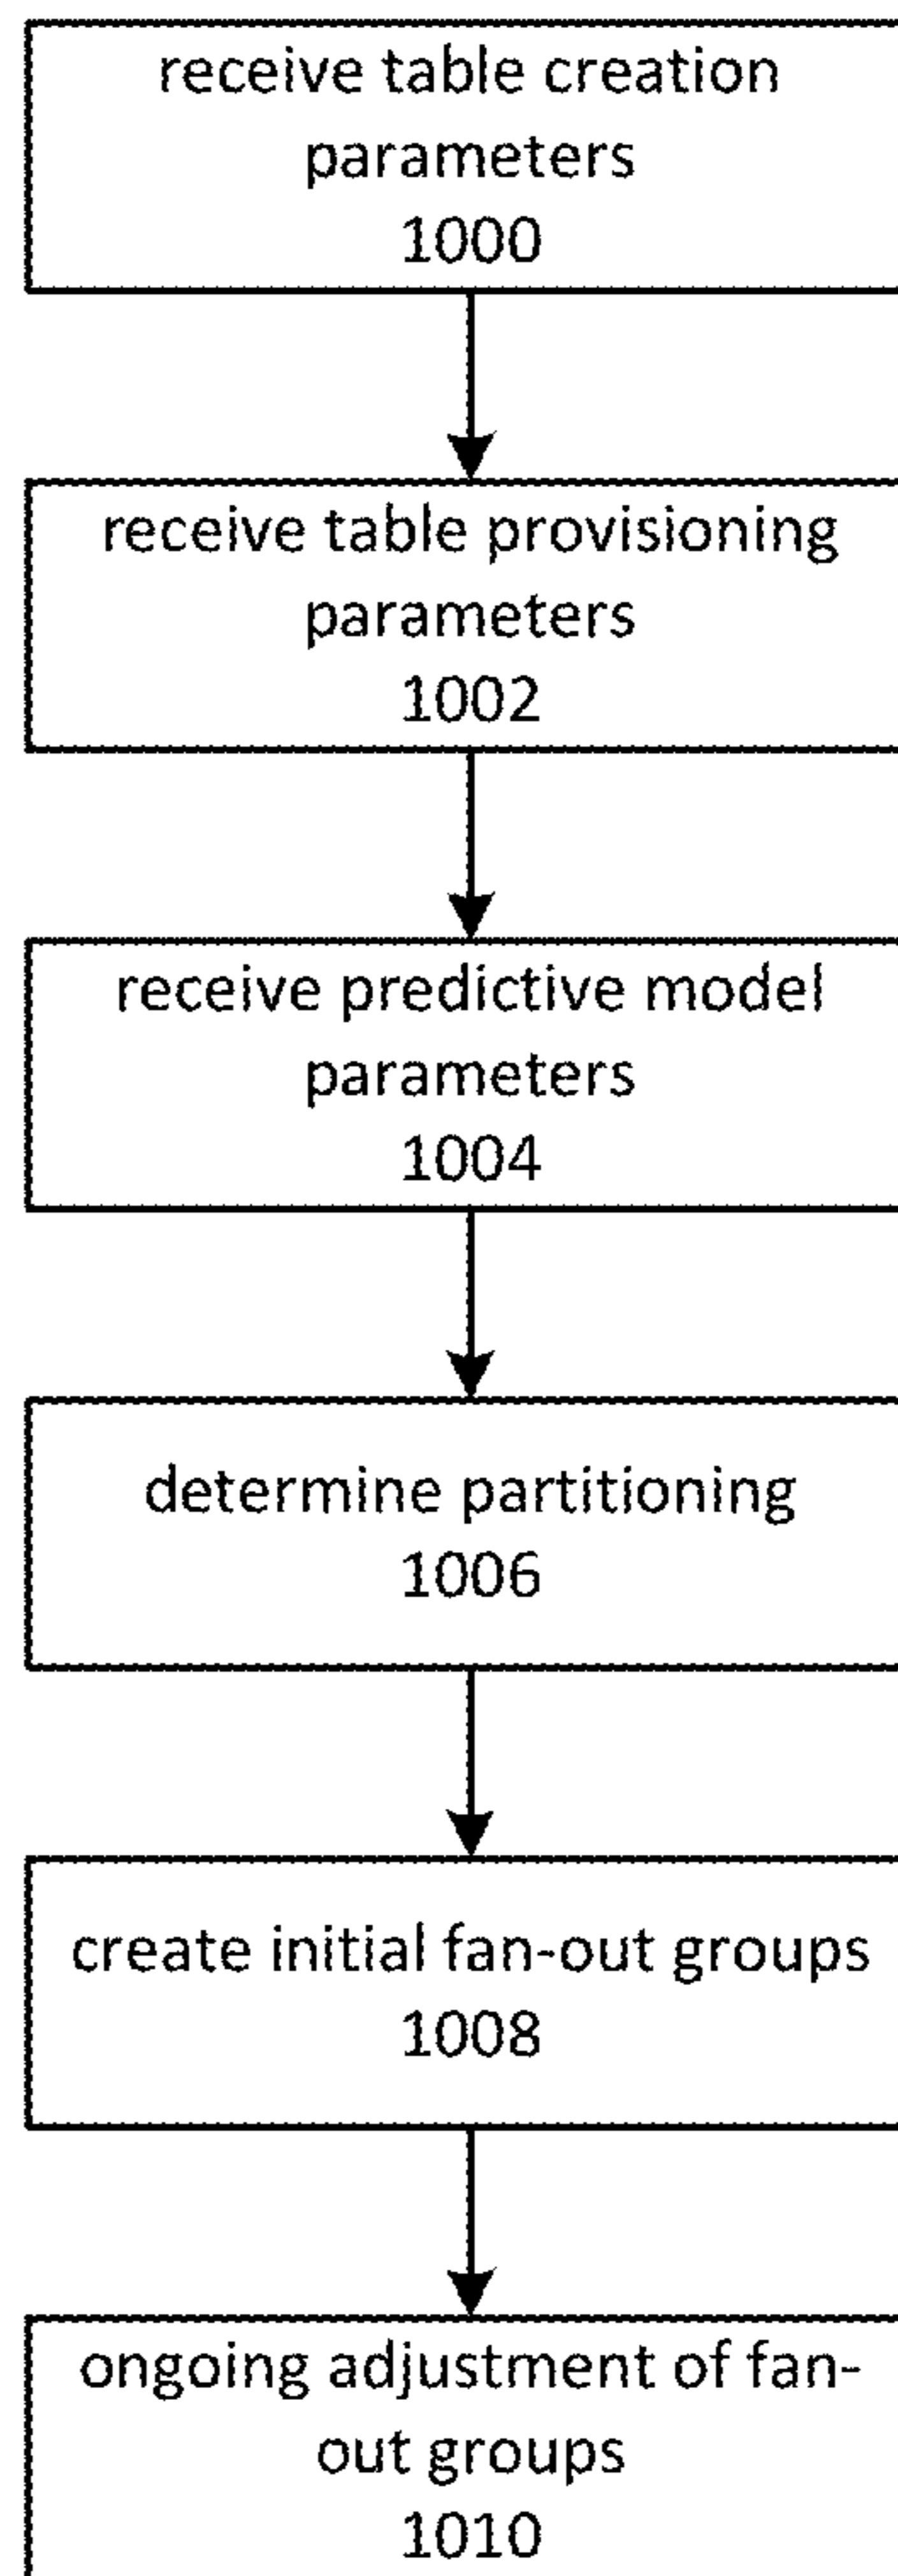 receive table creation
parameters
1000
receive table provisioning
parameters
1002
receive predictive model
parameters
1004
determine partitioning
1006
create initial fan-out groups
1008
ongoing adjustment of fan-
out groups
1010